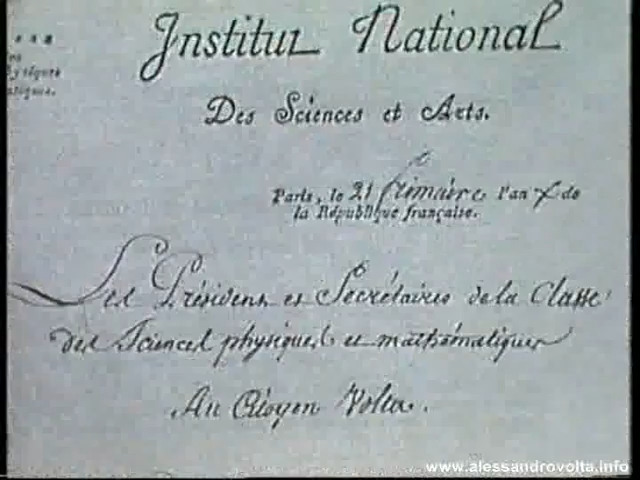 Institut National
Des Sciences et Arts.
Paris, le 21 frimaire l'an X de
la République française.
Les Présidens et Secrétaires de la Classe
des Sciences physiques et mathématiques
Au Citoyen Volta.
www.alessandrovolta.info